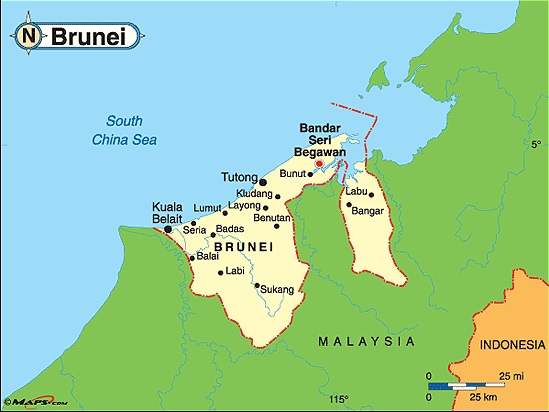 N
Brunei
South
China Sea
Bandar
Seri
Begawan
5°
Bunut
Tutong
Kludang
Labu
Kuala
Belait
Lumut
Layong
Bangar
Seria
Badas
Benutan
BRUNEI
Balai
Labi
Sukang
MALAYSIA
INDONESIA
0 25 mi
0 25 km
115°
©MAPS.COM